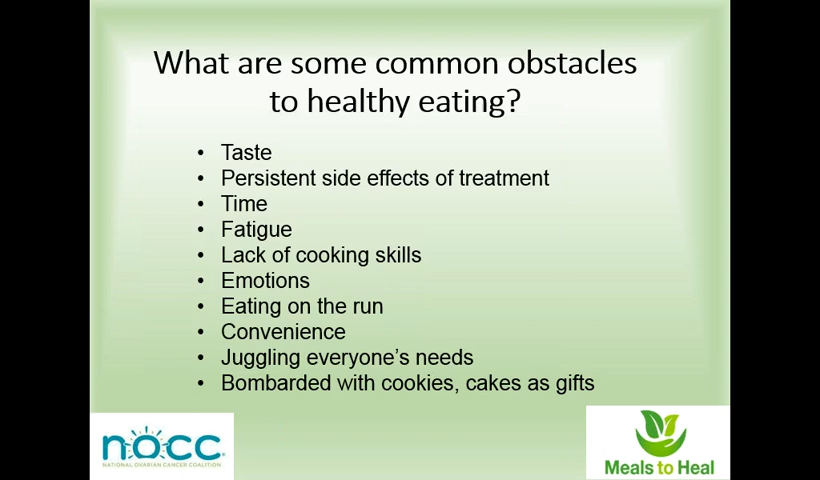 What are some common obstacles
to healthy eating?
• Taste
• Persistent side effects of treatment
• Time
• Fatigue
• Lack of cooking skills
• Emotions
• Eating on the run
• Convenience
• Juggling everyone’s needs
• Bombarded with cookies, cakes as gifts
nocc®
NATIONAL OVARIAN CANCER COALITION
Meals to Heal